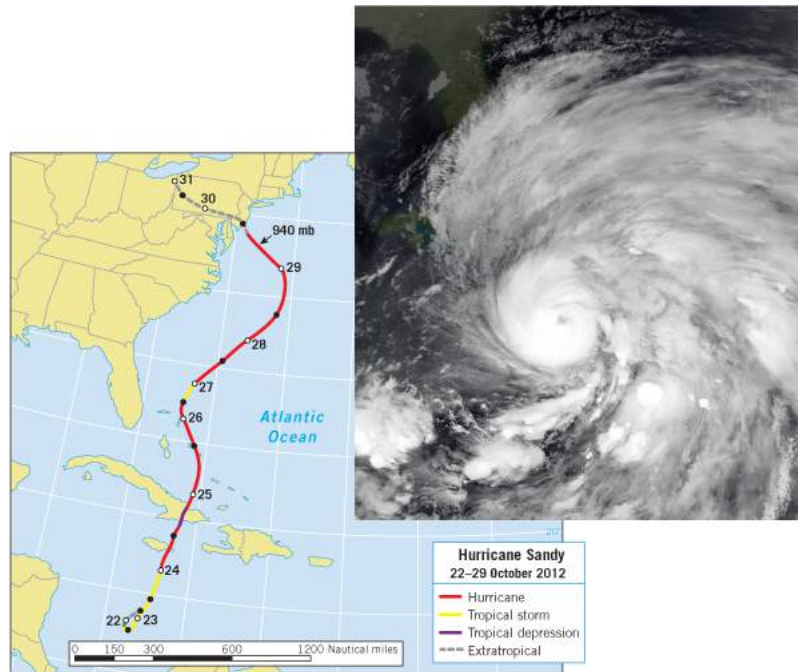 31
30
940 mb
29
28
27
26
Atlantic
Ocean
25
20°
24
22
23
Hurricane Sandy
22–29 October 2012
Hurricane
Tropical storm
Tropical depression
Extratropical
0 150 300 600 1200 Nautical miles